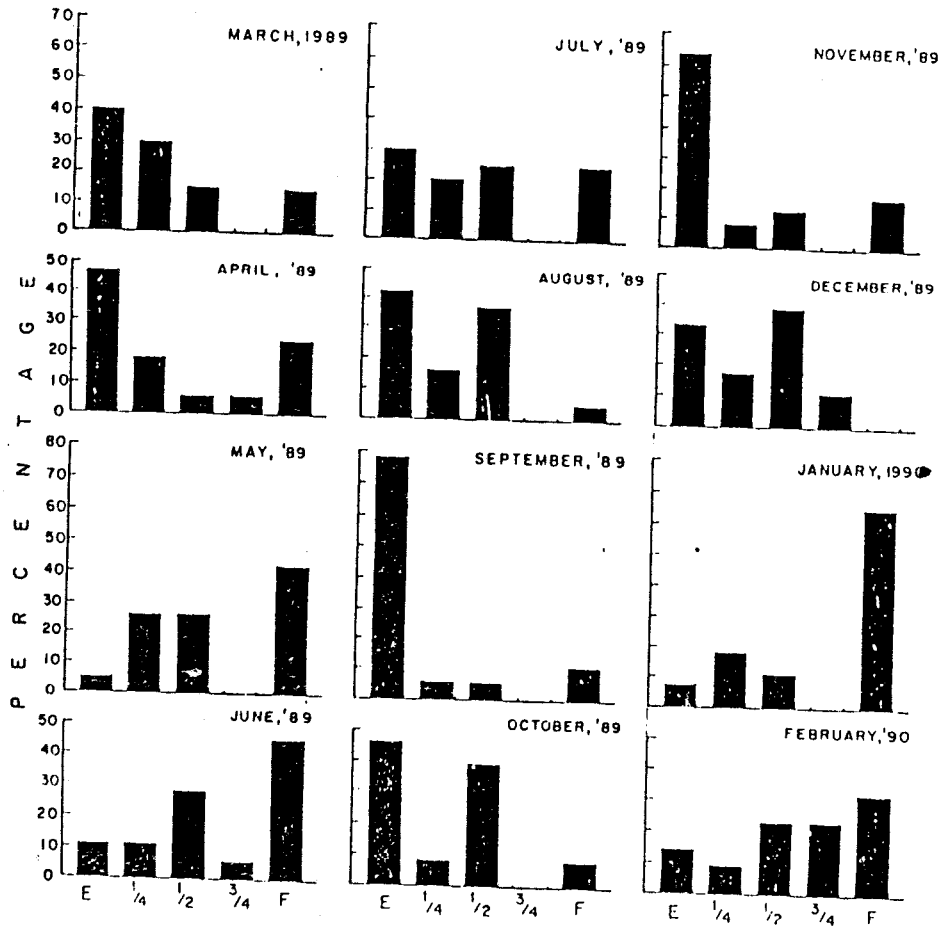 70
60
50
40
30
20
10
0
MARCH, 1989
JULY, '89
NOVEMBER, '89
50
40
30
20
10
0
APRIL, '89
AUGUST, '89
DECEMBER, '89
80
70
60
50
40
30
20
10
0
MAY, '89
SEPTEMBER, '89
JANUARY, 1990
50
40
30
20
10
0
JUNE, '89
OCTOBER, '89
FEBRUARY, '90
PERCENTAGE
E 1/4 1/2 3/4 F
E 1/4 1/2 3/4 F
E 1/4 1/2 3/4 F